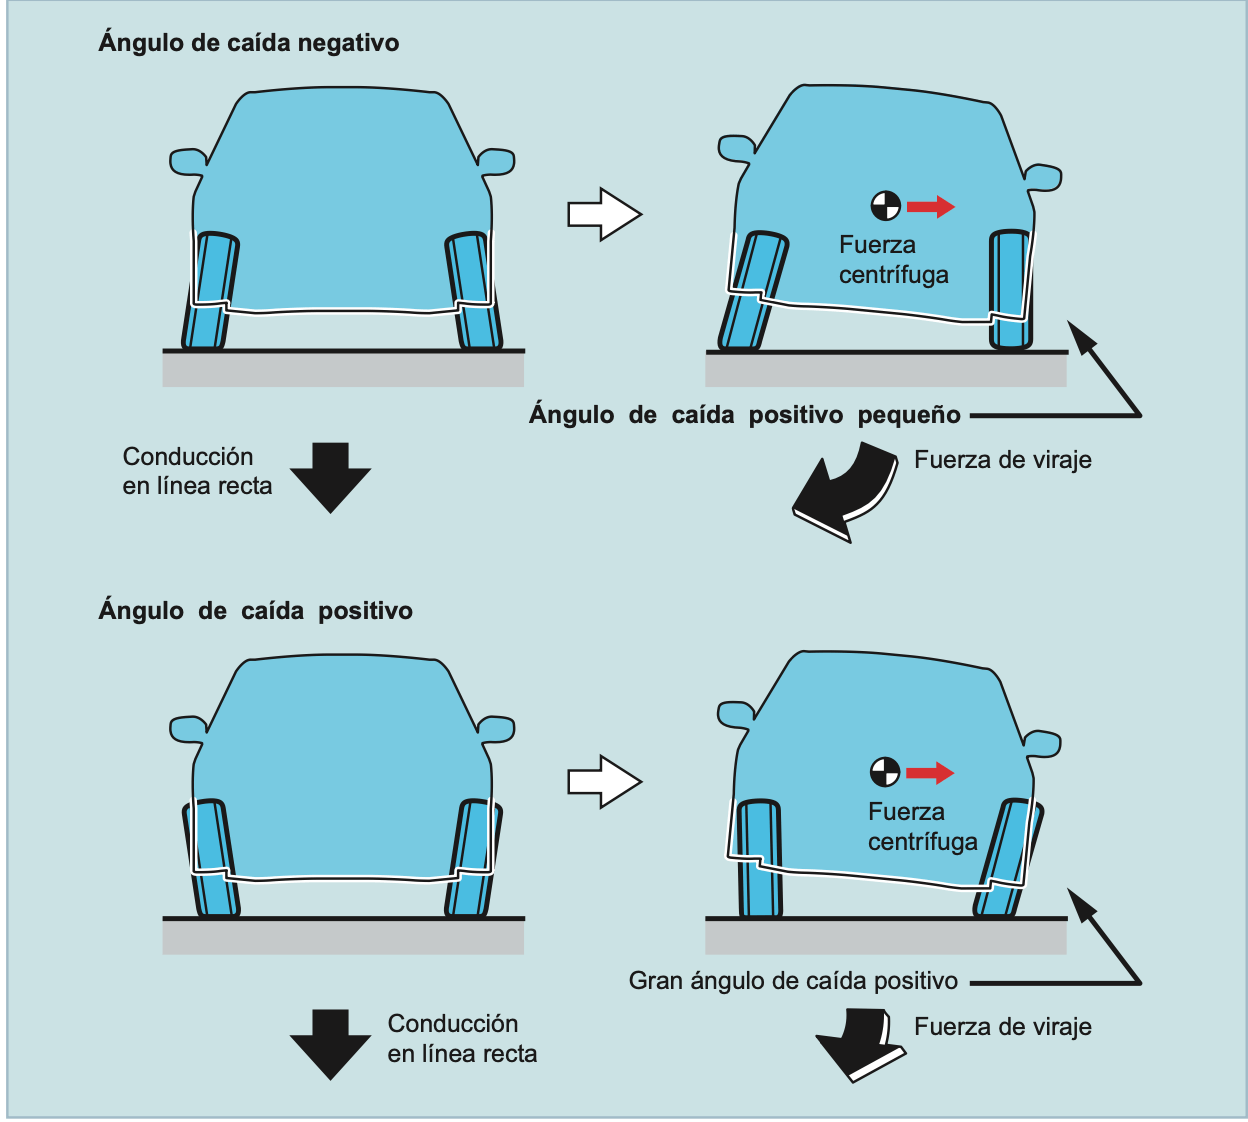 Ángulo de caída negativo
Fuerza
centrífuga
Ángulo de caída positivo pequeño
Conducción
en línea recta
Fuerza de viraje
Ángulo de caída positivo
Fuerza
centrífuga
Gran ángulo de caída positivo
Conducción
en línea recta
Fuerza de viraje